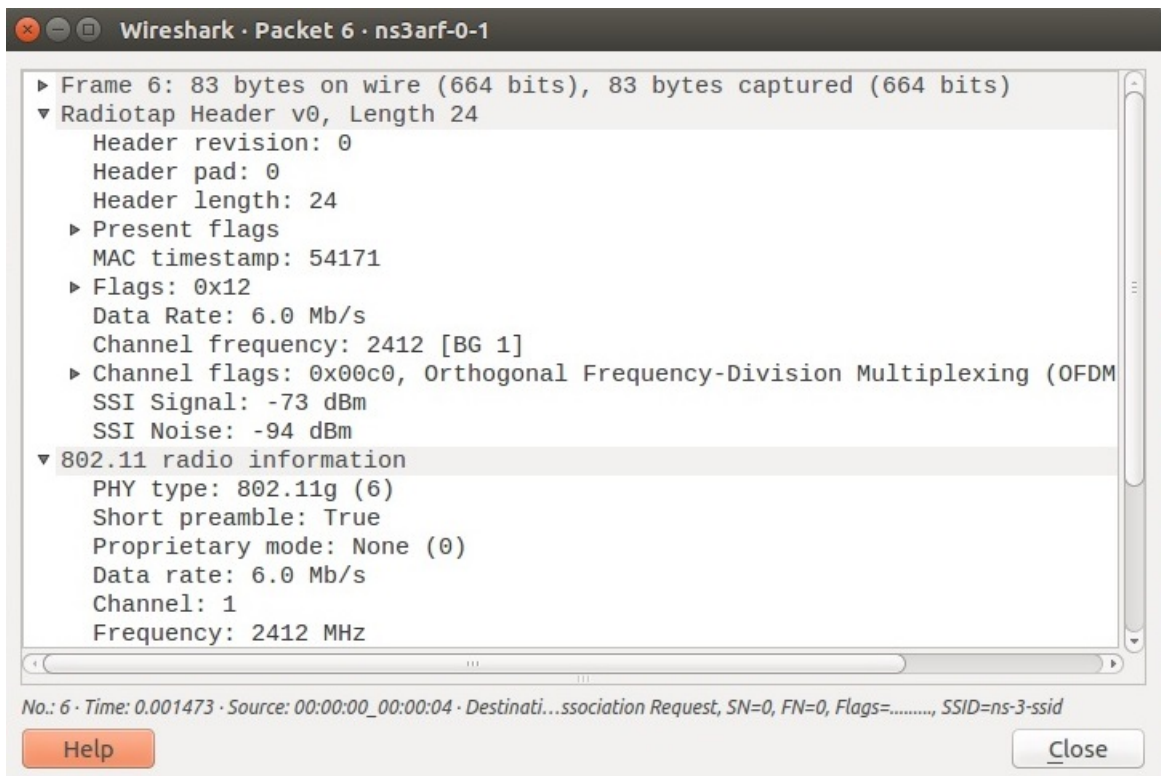 Wireshark · Packet 6 · ns3arf-0-1
Frame 6: 83 bytes on wire (664 bits), 83 bytes captured (664 bits)
Radiotap Header v0, Length 24
Header revision: 0
Header pad: 0
Header length: 24
Present flags
MAC timestamp: 54171
Flags: 0x12
Data Rate: 6.0 Mb/s
Channel frequency: 2412 [BG 1]
Channel flags: 0x00c0, Orthogonal Frequency-Division Multiplexing (OFDM
SSI Signal: -73 dBm
SSI Noise: -94 dBm
802.11 radio information
PHY type: 802.11g (6)
Short preamble: True
Proprietary mode: None (0)
Data rate: 6.0 Mb/s
Channel: 1
Frequency: 2412 MHz
No.: 6 · Time: 0.001473 · Source: 00:00:00_00:00:04 · Destinati…ssociation Request, SN=0, FN=0, Flags=........, SSID=ns-3-ssid
Help
Close